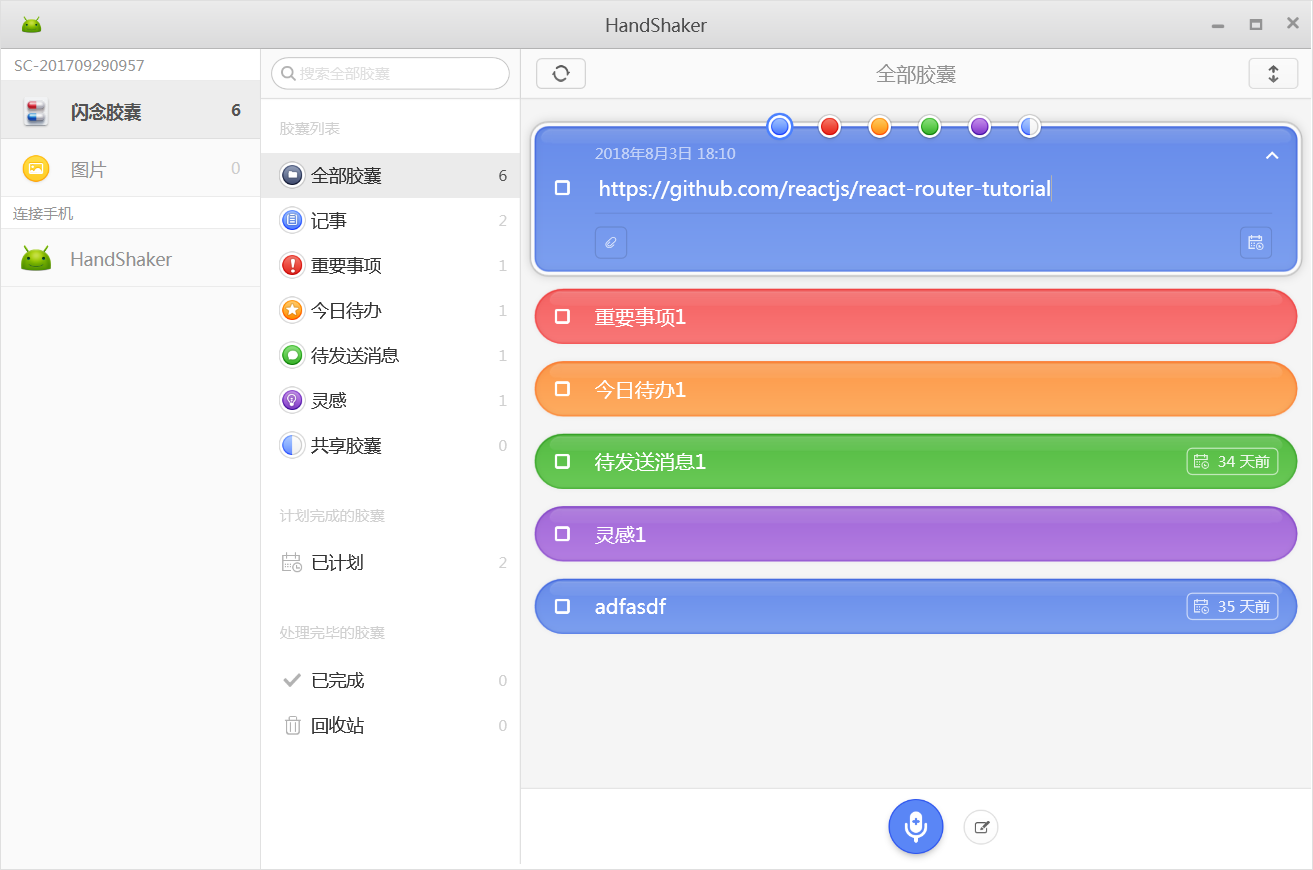 HandShaker
SC-201709290957
闪念胶囊 6
图片 0
连接手机
HandShaker
搜索全部胶囊
胶囊列表
全部胶囊 6
记事 2
重要事项 1
今日待办 1
待发送消息 1
灵感 1
共享胶囊 0
计划完成的胶囊
已计划 2
处理完毕的胶囊
已完成 0
回收站 0
全部胶囊
2018年8月3日 18:10
https://github.com/reactjs/react-router-tutorial
重要事项1
今日待办1
待发送消息1 34 天前
灵感1
adfasdf 35 天前